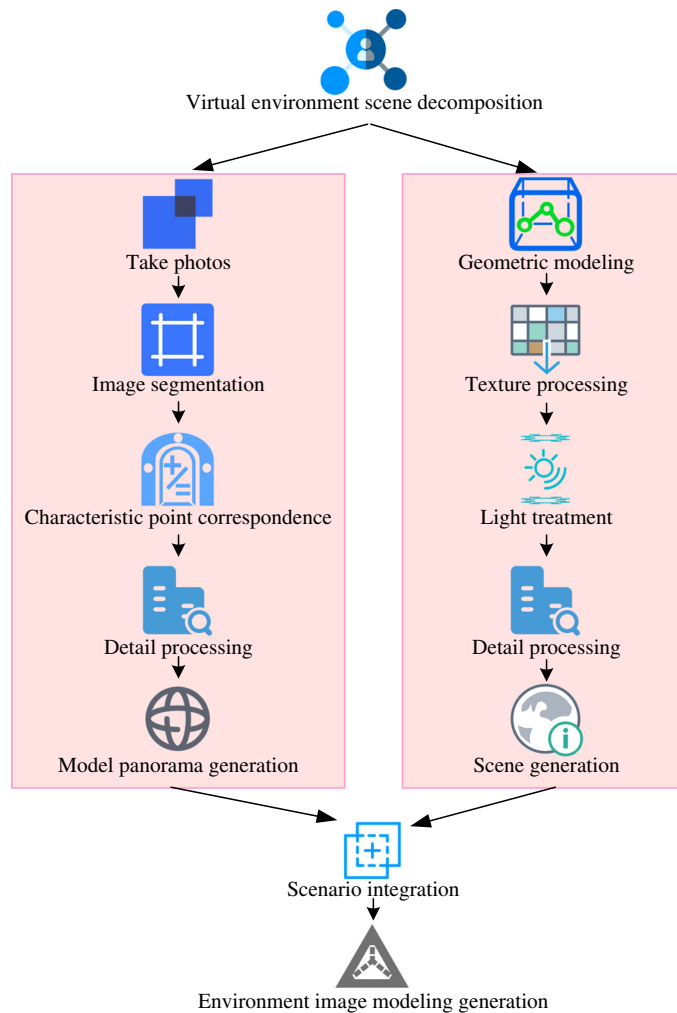 Virtual environment scene decomposition
Take photos
Image segmentation
Characteristic point correspondence
Detail processing
Model panorama generation
Geometric modeling
Texture processing
Light treatment
Detail processing
Scene generation
Scenario integration
Environment image modeling generation